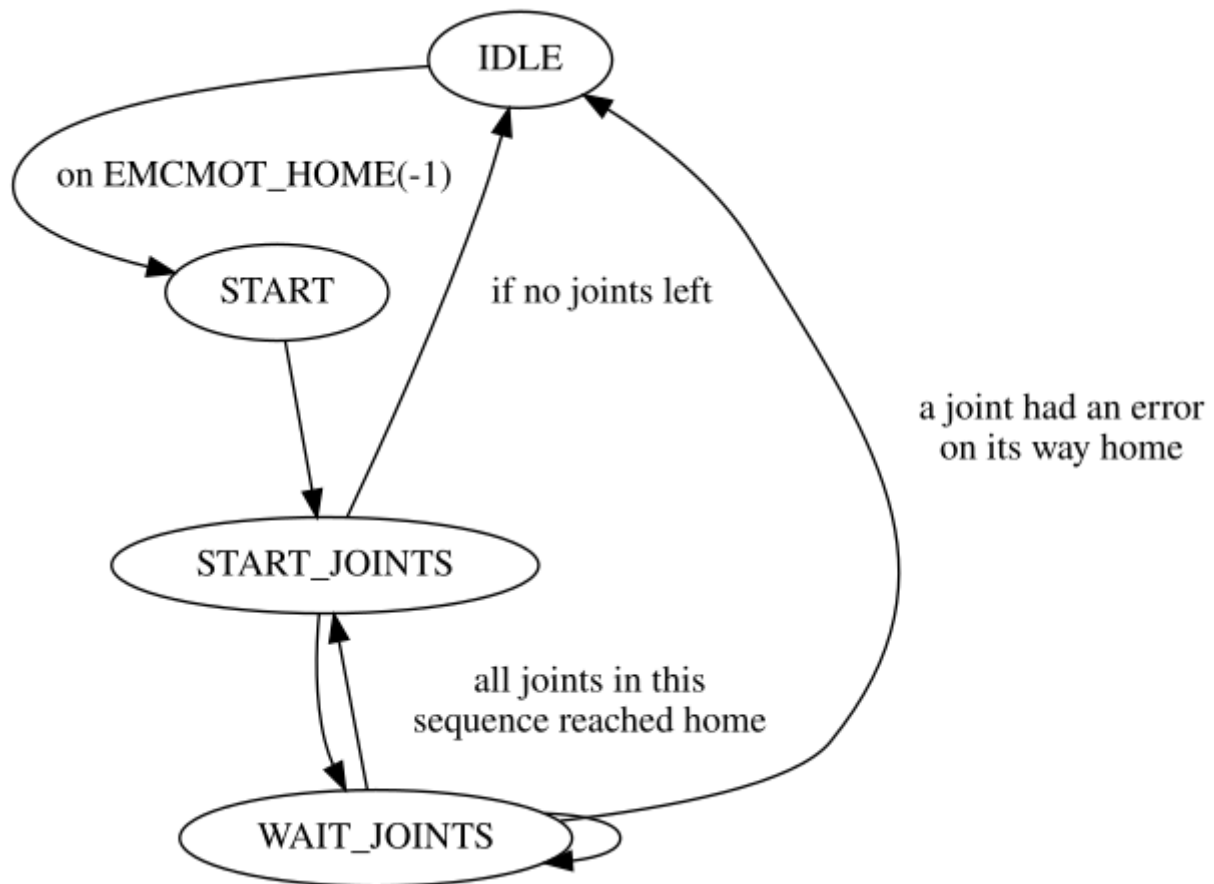 IDLE
on EMCMOT_HOME(-1)
START
if no joints left
a joint had an error
on its way home
START_JOINTS
all joints in this
sequence reached home
WAIT_JOINTS